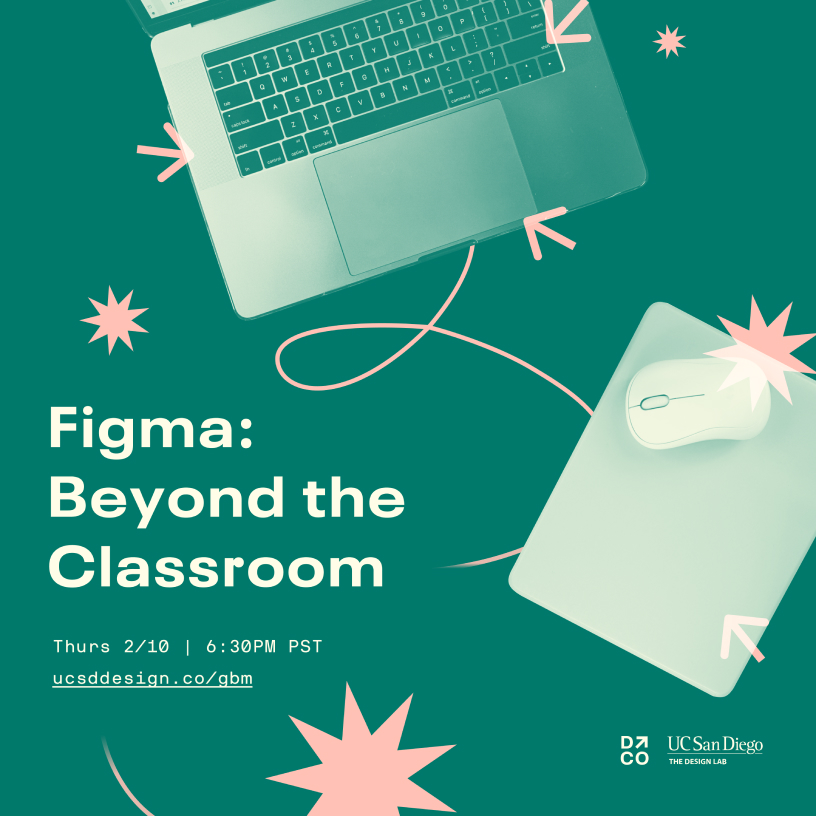 Figma:
Beyond the
Classroom
Thurs 2/10 | 6:30PM PST
ucsddesign.co/gbm
D
CO
UC San Diego
THE DESIGN LAB